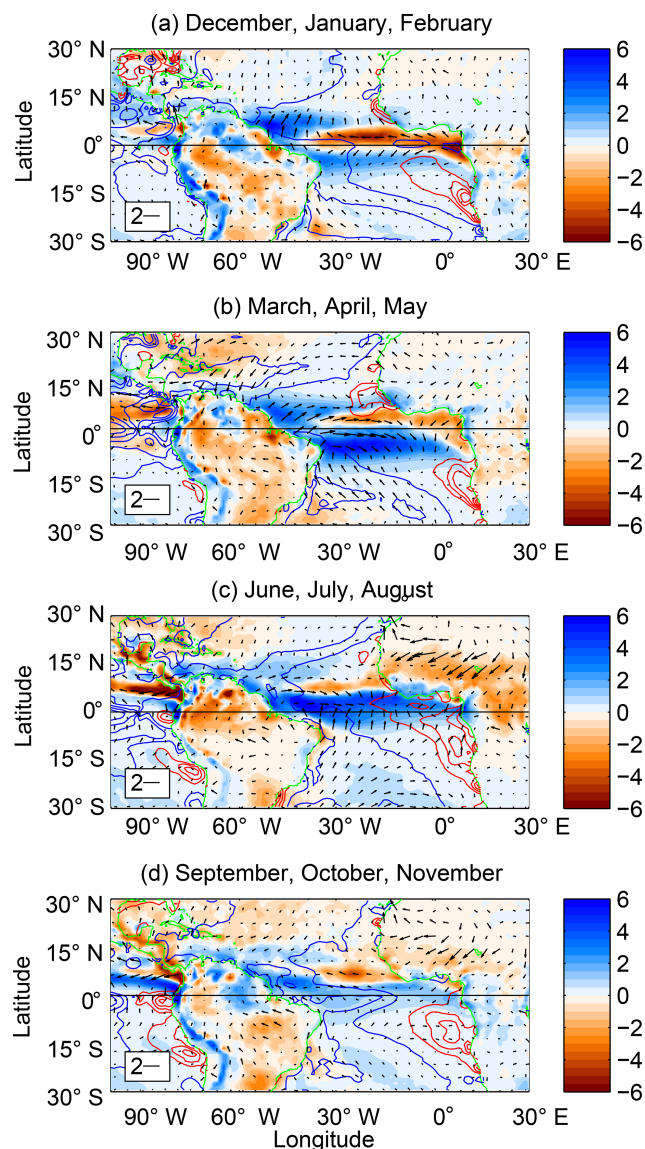 (a) December, January, February
30° N
15° N
0°
15° S
30° S
Latitude
2
90° W 60° W 30° W 0° 30° E
6
4
2
0
−2
−4
−6
(b) March, April, May
30° N
15° N
0°
15° S
30° S
Latitude
2
90° W 60° W 30° W 0° 30° E
6
4
2
0
−2
−4
−6
(c) June, July, August
30° N
15° N
0°
15° S
30° S
Latitude
2
90° W 60° W 30° W 0° 30° E
6
4
2
0
−2
−4
−6
(d) September, October, November
30° N
15° N
0°
15° S
30° S
Latitude
2
90° W 60° W 30° W 0° 30° E
Longitude
6
4
2
0
−2
−4
−6